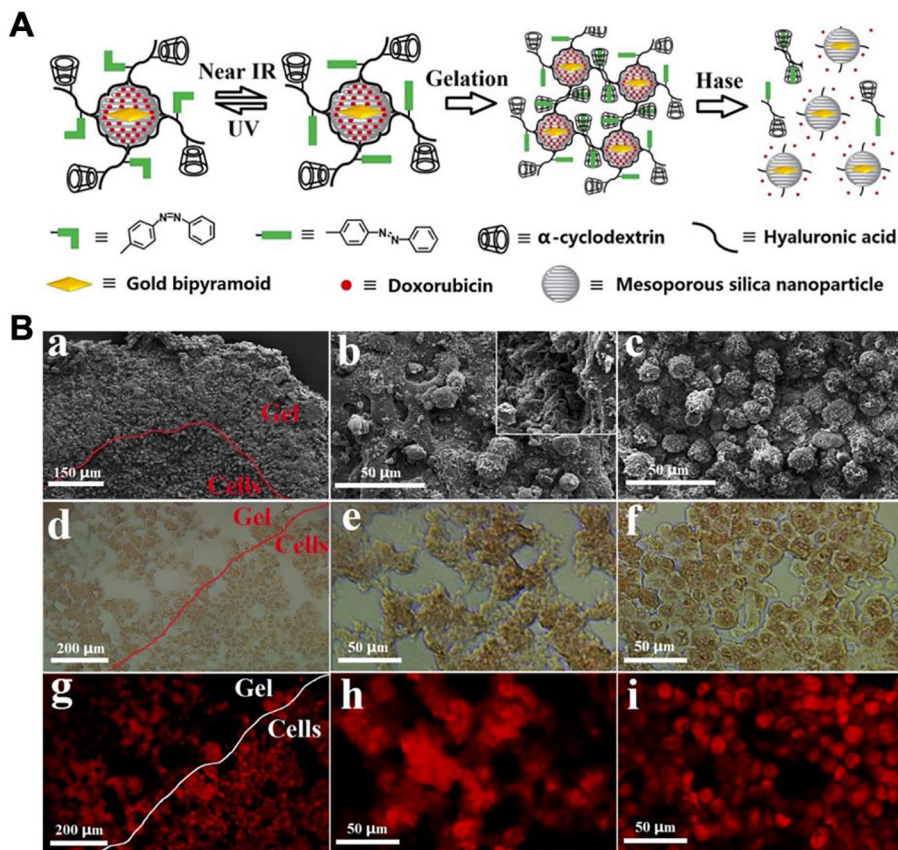 A
Near IR
UV
Gelation
Hase
N=N
≡ α-cyclodextrin
≡ Hyaluronic acid
≡ Gold bipyramoid
≡ Doxorubicin
≡ Mesoporous silica nanoparticle
B
a
Gel
Cells
150 μm
b
50 μm
c
50 μm
d
Gel
Cells
200 μm
e
50 μm
f
50 μm
g
Gel
Cells
200 μm
h
50 μm
i
50 μm